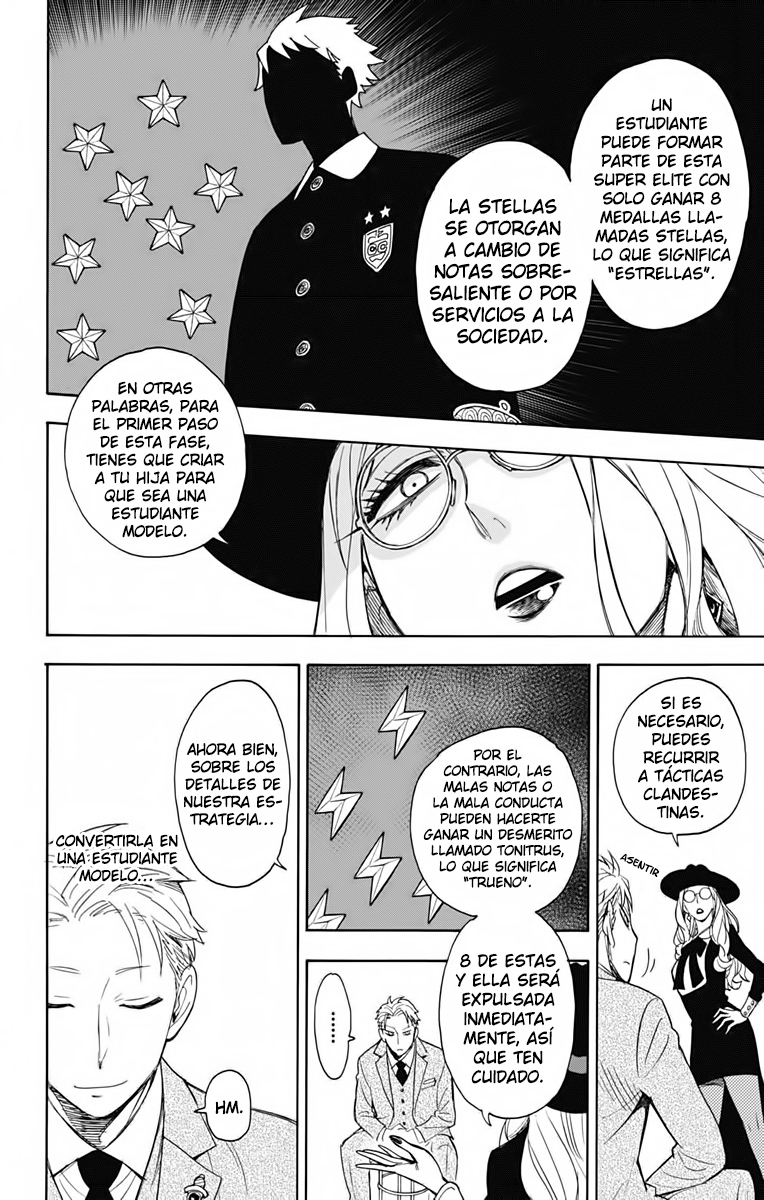 UN
ESTUDIANTE
PUEDE FORMAR
PARTE DE ESTA
SUPER ELITE CON
SOLO GANAR 8
MEDALLAS LLA-
MADAS STELLAS,
LO QUE SIGNIFICA
"ESTRELLAS".
LA STELLAS
SE OTORGAN
A CAMBIO DE
NOTAS SOBRE-
SALIENTE O POR
SERVICIOS A LA
SOCIEDAD.
EN OTRAS
PALABRAS, PARA
EL PRIMER PASO
DE ESTA FASE,
TIENES QUE CRIAR
A TU HIJA PARA
QUE SEA UNA
ESTUDIANTE
MODELO.
SI ES
NECESARIO,
PUEDES
RECURRIR
A TÁCTICAS
CLANDES-
TINAS.
ASENTIR
POR EL
CONTRARIO, LAS
MALAS NOTAS O
LA MALA CONDUCTA
PUEDEN HACERTE
GANAR UN DESMERITO
LLAMADO TONITRUS,
LO QUE SIGNIFICA
"TRUENO".
8 DE ESTAS
Y ELLA SERÁ
EXPULSADA
INMEDIATA-
MENTE, ASÍ
QUE TEN
CUIDADO.
......
AHORA BIEN,
SOBRE LOS
DETALLES DE
NUESTRA ES-
TRATEGIA...
CONVERTIRLA EN
UNA ESTUDIANTE
MODELO...
HM.